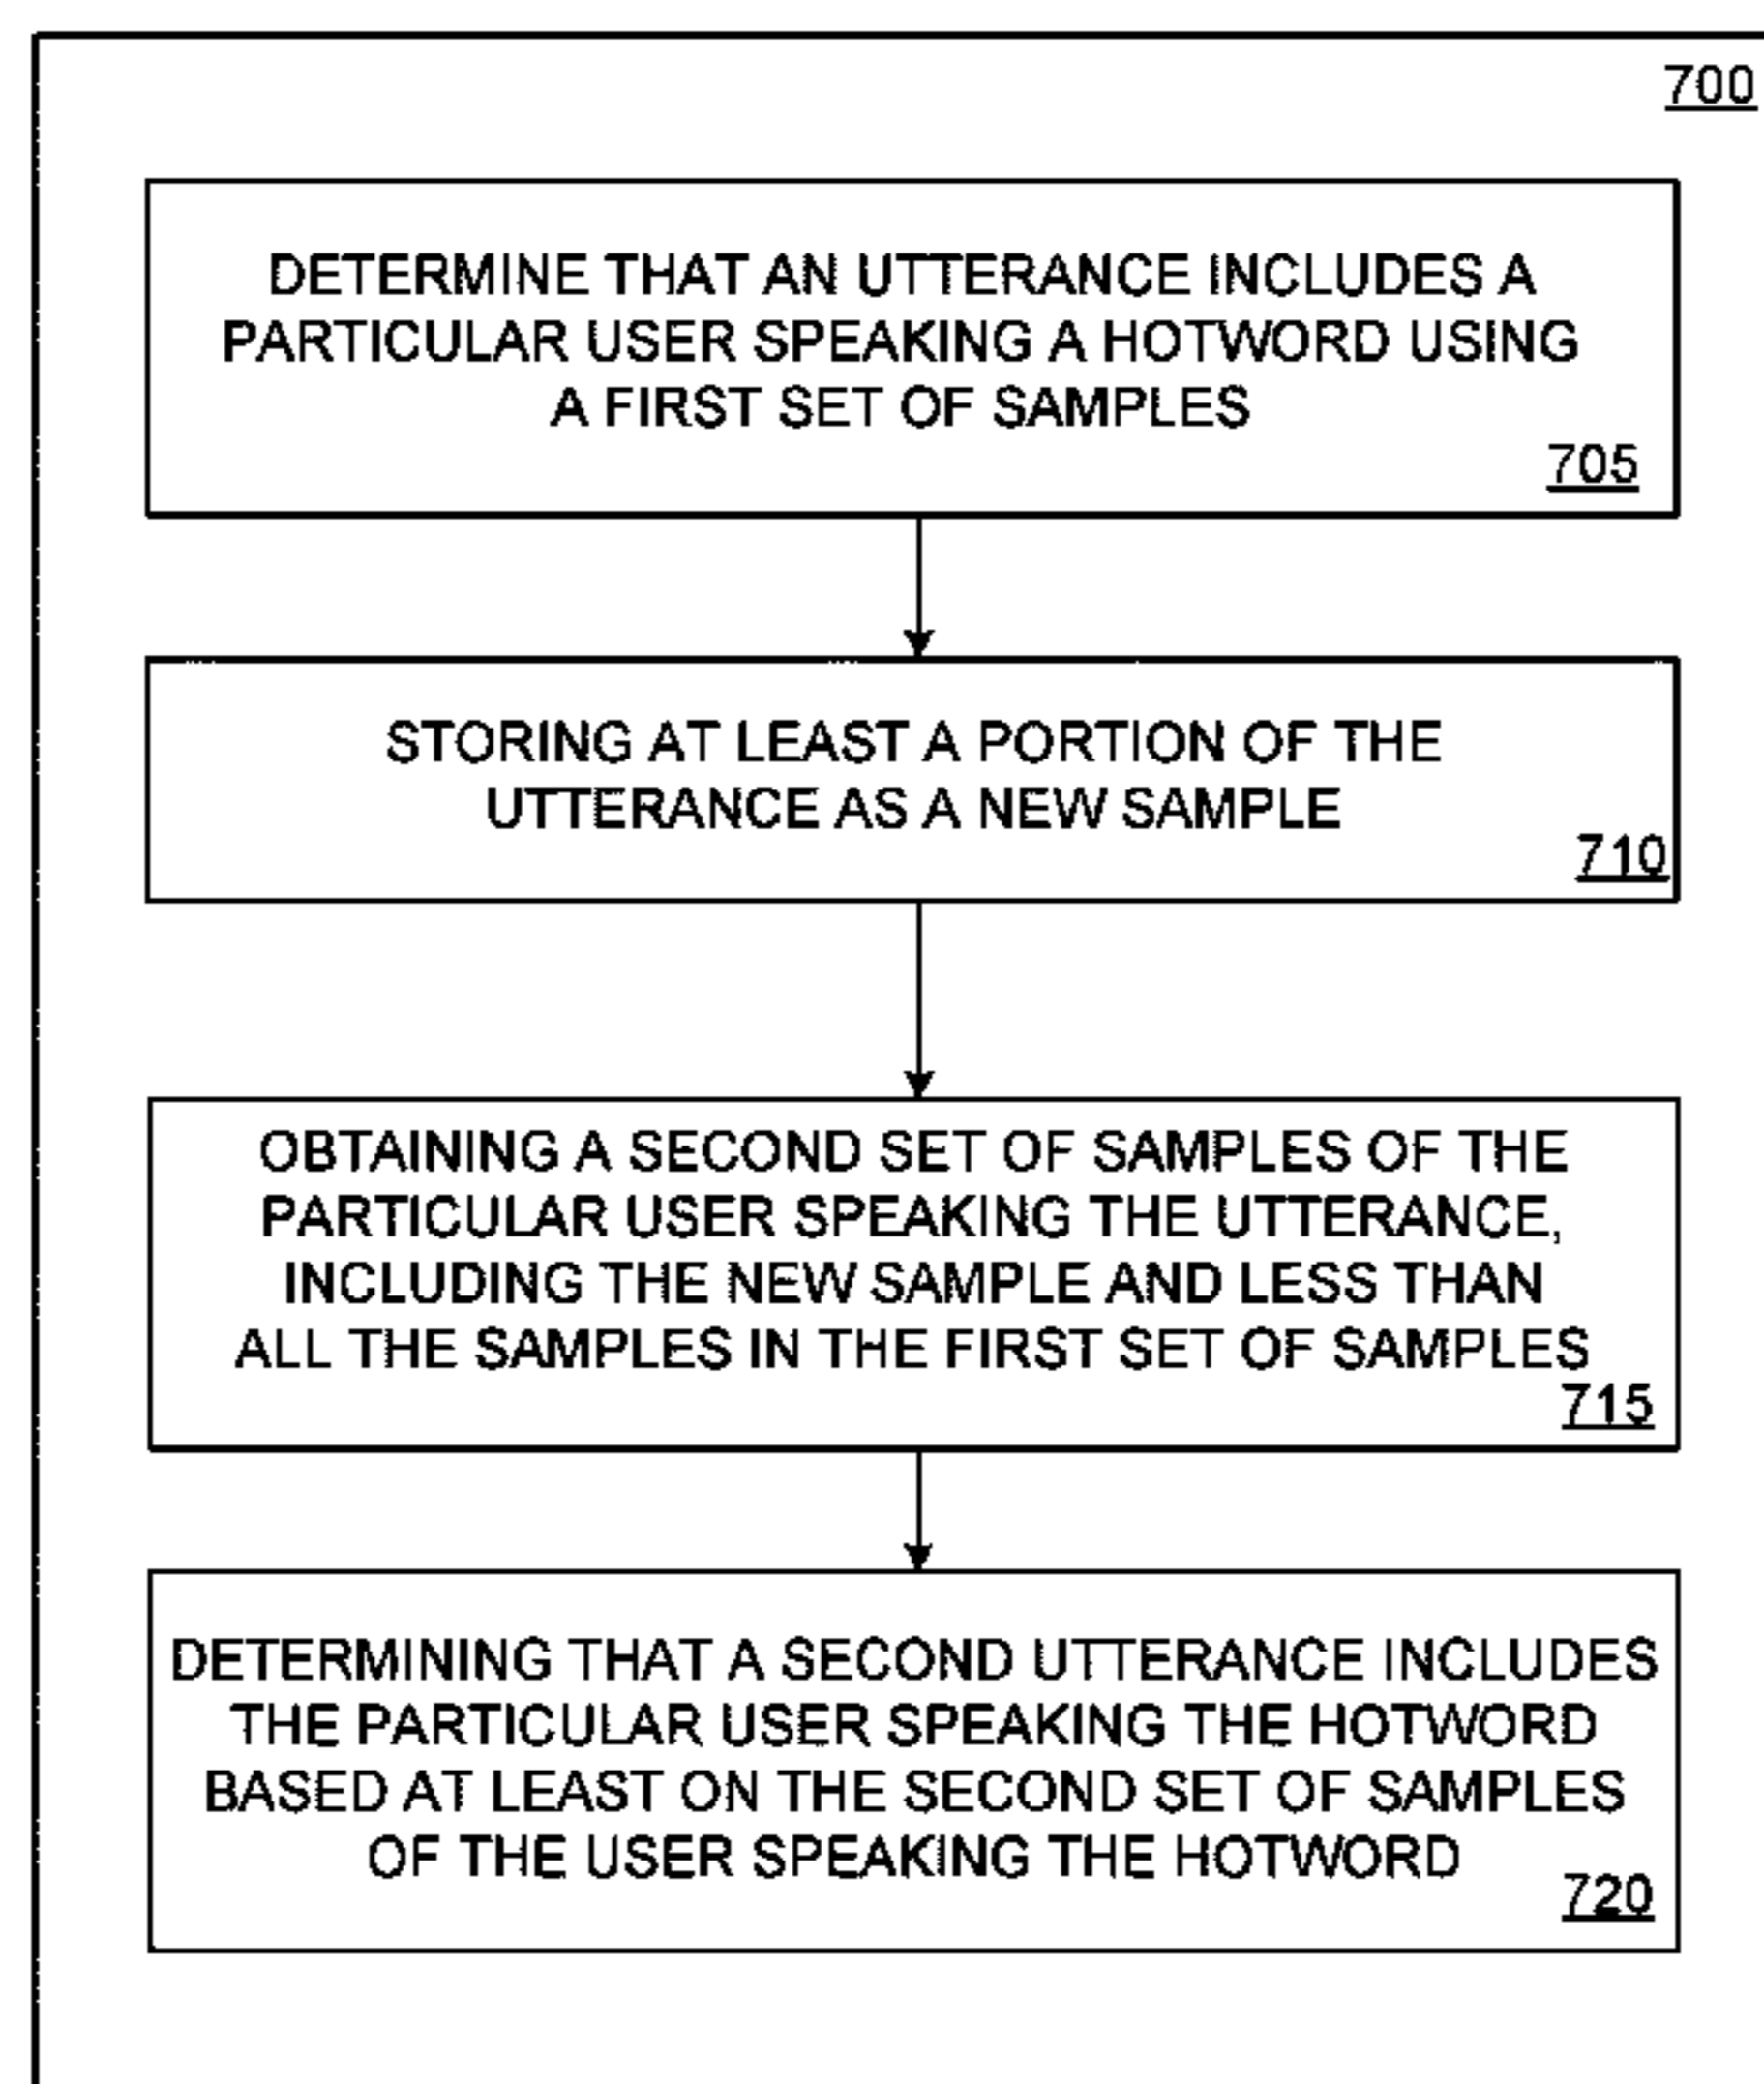 700
DETERMINE THAT AN UTTERANCE INCLUDES A
PARTICULAR USER SPEAKING A HOTWORD USING
A FIRST SET OF SAMPLES
705
STORING AT LEAST A PORTION OF THE
UTTERANCE AS A NEW SAMPLE
710
OBTAINING A SECOND SET OF SAMPLES OF THE
PARTICULAR USER SPEAKING THE UTTERANCE,
INCLUDING THE NEW SAMPLE AND LESS THAN
ALL THE SAMPLES IN THE FIRST SET OF SAMPLES
715
DETERMINING THAT A SECOND UTTERANCE INCLUDES
THE PARTICULAR USER SPEAKING THE HOTWORD
BASED AT LEAST ON THE SECOND SET OF SAMPLES
OF THE USER SPEAKING THE HOTWORD
720